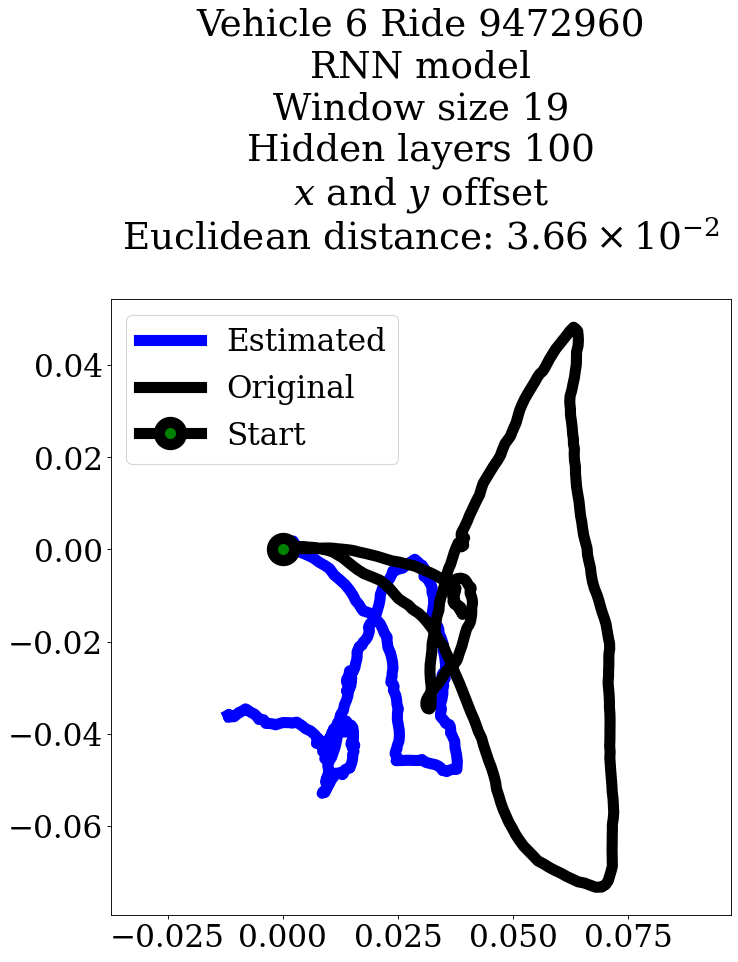 Vehicle 6 Ride 9472960
RNN model
Window size 19
Hidden layers 100
x and y offset
Euclidean distance: 3.66 × 10⁻²
Estimated
Original
Start
0.04
0.02
0.00
−0.02
−0.04
−0.06
−0.025 0.000 0.025 0.050 0.075